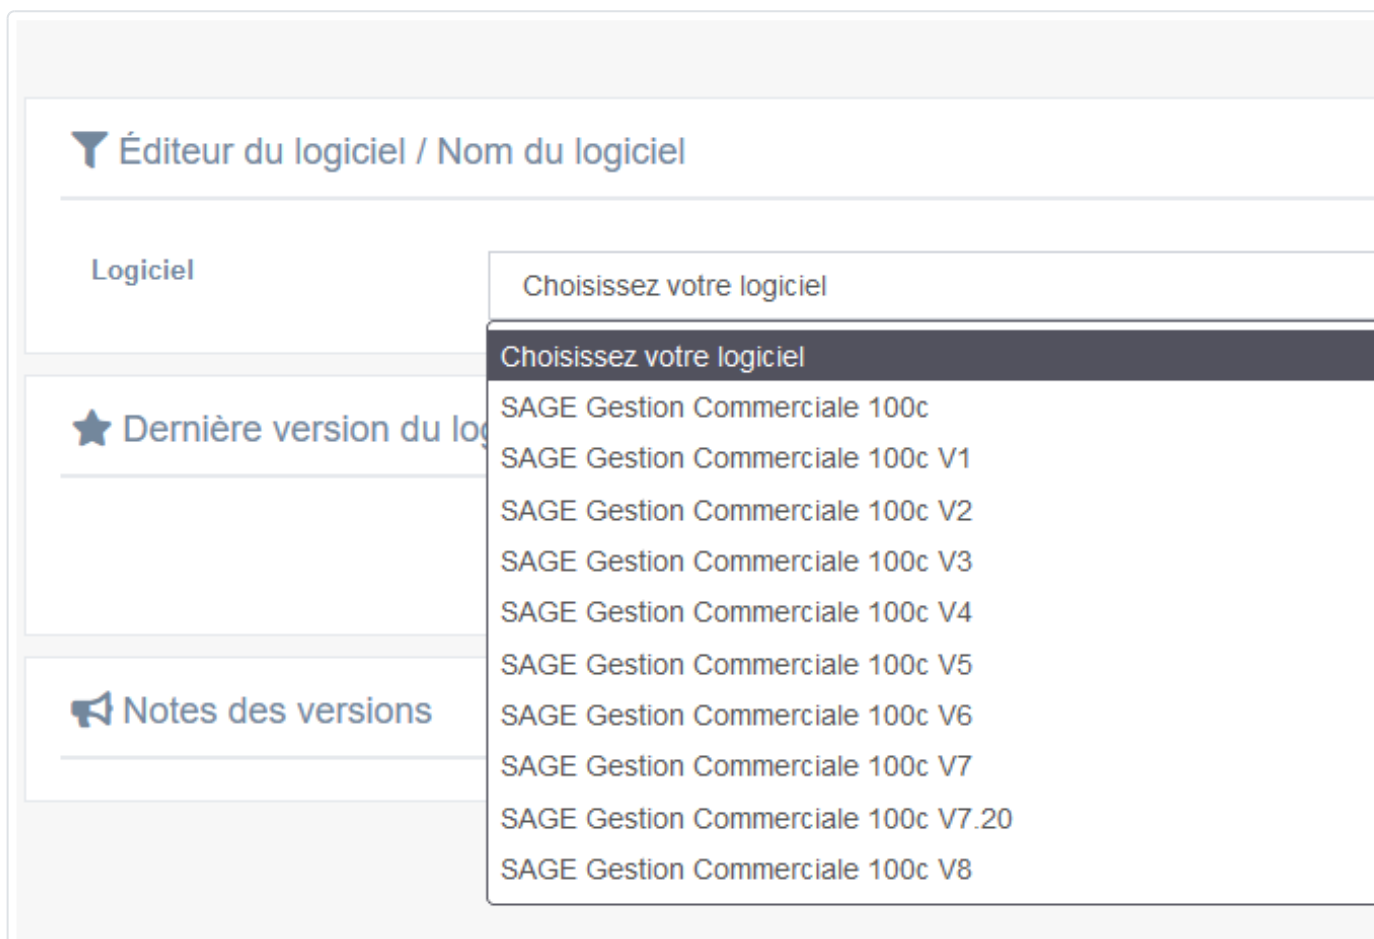 Éditeur du logiciel / Nom du logiciel
Logiciel
Choisissez votre logiciel
Choisissez votre logiciel
SAGE Gestion Commerciale 100c
Dernière version du
SAGE Gestion Commerciale 100c V1
SAGE Gestion Commerciale 100c V2
SAGE Gestion Commerciale 100c V3
SAGE Gestion Commerciale 100c V4
SAGE Gestion Commerciale 100c V5
SAGE Gestion Commerciale 100c V6
Notes des versions
SAGE Gestion Commerciale 100c V7
SAGE Gestion Commerciale 100c V7.20
SAGE Gestion Commerciale 100c V8